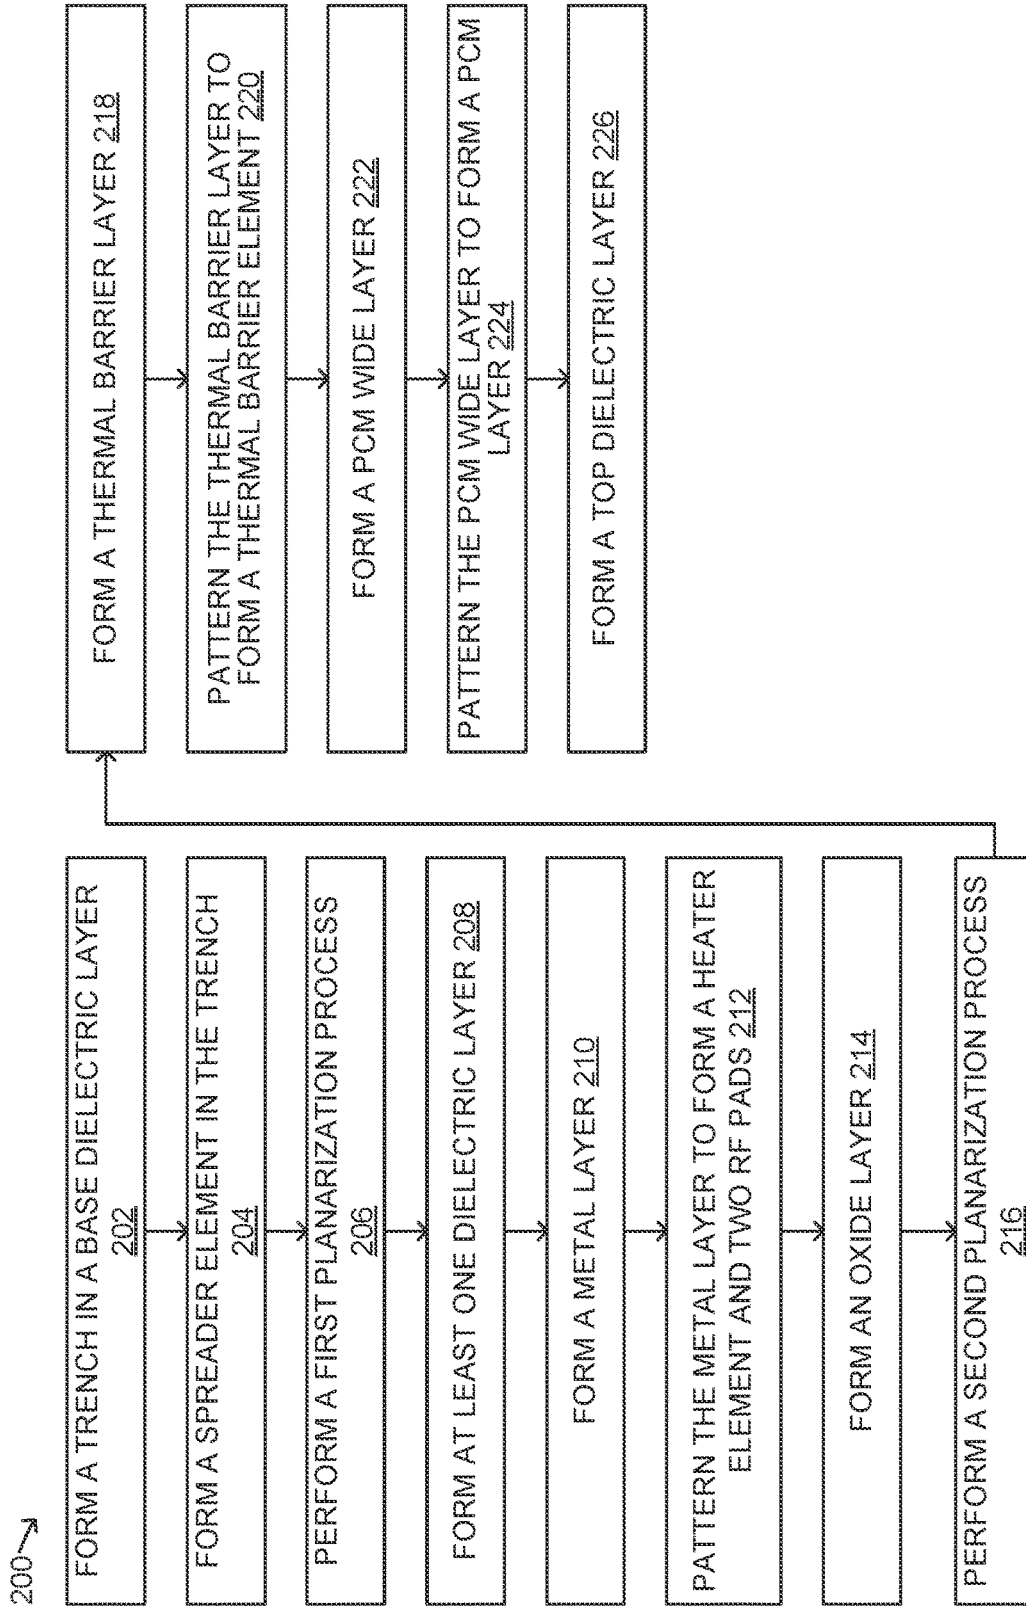 200
FORM A TRENCH IN A BASE DIELECTRIC LAYER
202
FORM A SPREADER ELEMENT IN THE TRENCH
204
PERFORM A FIRST PLANARIZATION PROCESS
206
FORM AT LEAST ONE DIELECTRIC LAYER 208
FORM A METAL LAYER 210
PATTERN THE METAL LAYER TO FORM A HEATER
ELEMENT AND TWO RF PADS 212
FORM AN OXIDE LAYER 214
PERFORM A SECOND PLANARIZATION PROCESS
216
FORM A THERMAL BARRIER LAYER 218
PATTERN THE THERMAL BARRIER LAYER TO
FORM A THERMAL BARRIER ELEMENT 220
FORM A PCM WIDE LAYER 222
PATTERN THE PCM WIDE LAYER TO FORM A PCM
LAYER 224
FORM A TOP DIELECTRIC LAYER 226